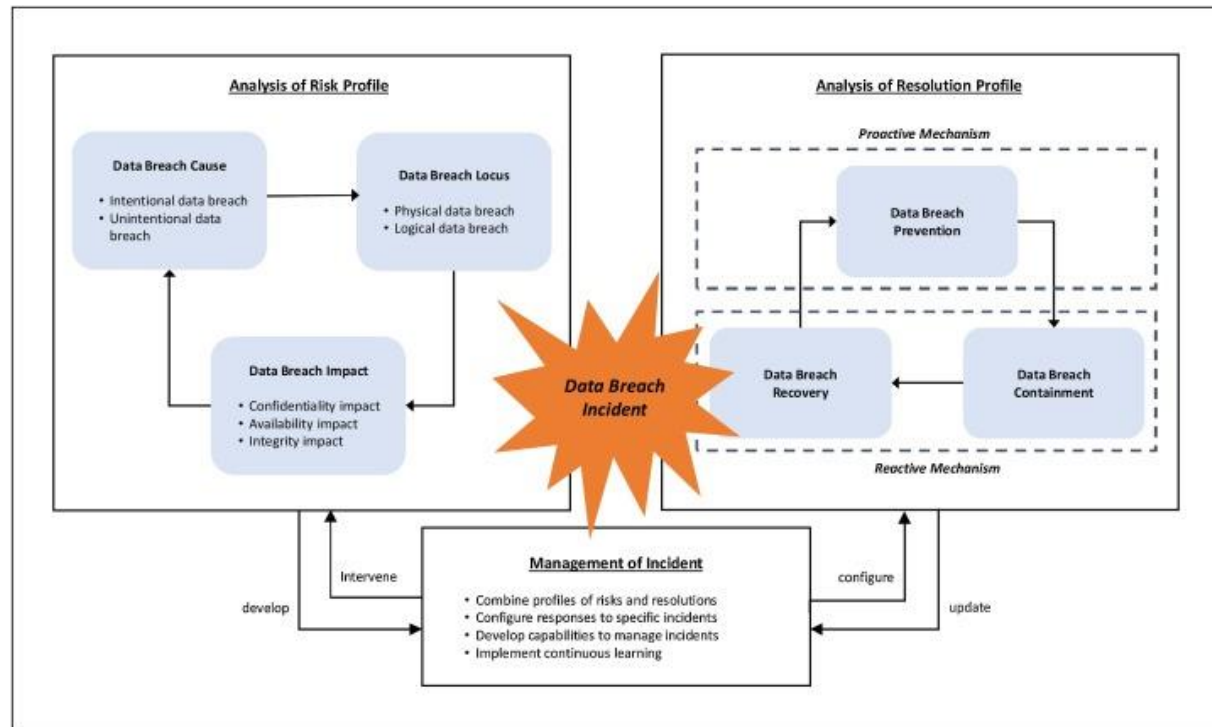 Analysis of Risk Profile
Data Breach Cause
• Intentional data breach
• Unintentional data
breach
Data Breach Locus
• Physical data breach
• Logical data breach
Data Breach Impact
• Confidentiality impact
• Availability impact
• Integrity impact
Data Breach
Incident
Analysis of Resolution Profile
Proactive Mechanism
Data Breach
Prevention
Data Breach
Recovery
Data Breach
Containment
Reactive Mechanism
Management of Incident
• Combine profiles of risks and resolutions
• Configure responses to specific incidents
• Develop capabilities to manage incidents
• Implement continuous learning
Intervene
develop
configure
update